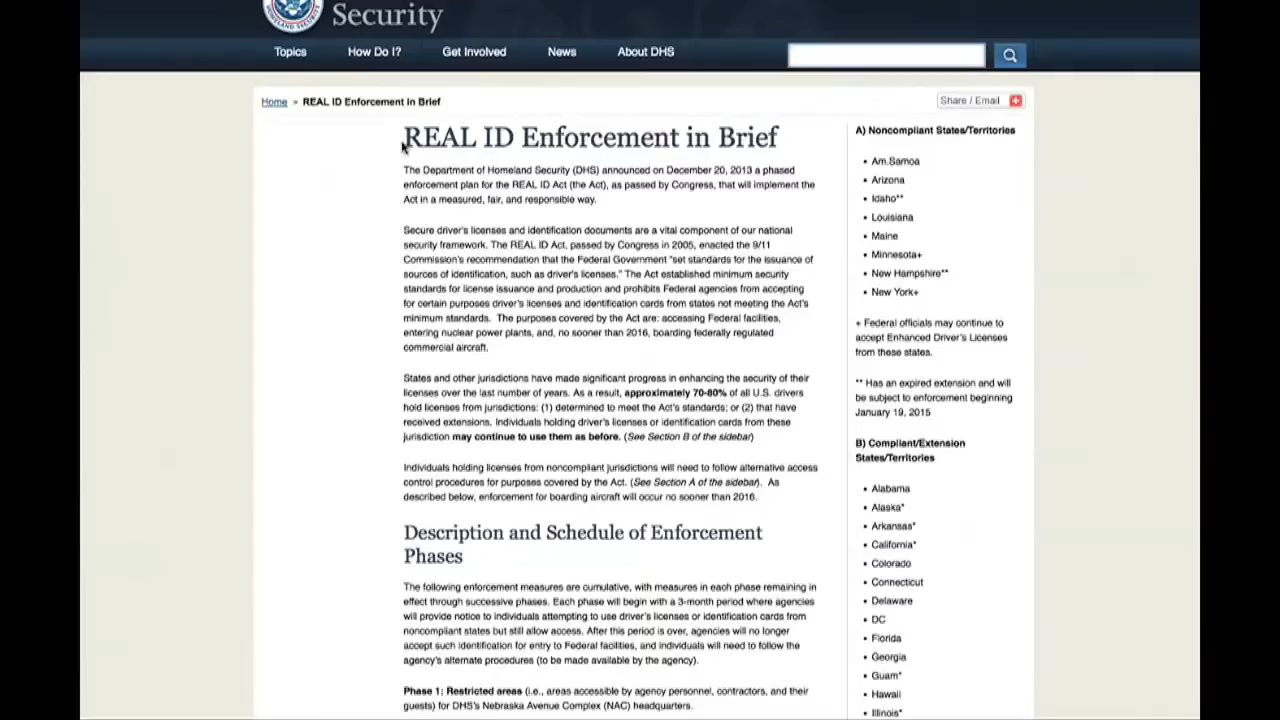 Security
Topics
How Do I?
Get Involved
News
About DHS
Home » REAL ID Enforcement in Brief
Share / Email
REAL ID Enforcement in Brief
The Department of Homeland Security (DHS) announced on December 20, 2013 a phased
enforcement plan for the REAL ID Act (the Act), as passed by Congress, that will implement the
Act in a measured, fair, and responsible way.
Secure driver's licenses and identification documents are a vital component of our national
security framework. The REAL ID Act, passed by Congress in 2005, enacted the 9/11
Commission's recommendation that the Federal Government "set standards for the issuance of
sources of identification, such as driver's licenses." The Act established minimum security
standards for license issuance and production and prohibits Federal agencies from accepting
for certain purposes driver's licenses and identification cards from states not meeting the Act's
minimum standards. The purposes covered by the Act are: accessing Federal facilities,
entering nuclear power plants, and, no sooner than 2016, boarding federally regulated
commercial aircraft.
States and other jurisdictions have made significant progress in enhancing the security of their
licenses over the last number of years. As a result, approximately 70-80% of all U.S. drivers
hold licenses from jurisdictions: (1) determined to meet the Act's standards; or (2) that have
received extensions. Individuals holding driver's licenses or identification cards from these
jurisdiction may continue to use them as before. (See Section B of the sidebar)
Individuals holding licenses from noncompliant jurisdictions will need to follow alternative access
control procedures for purposes covered by the Act. (See Section A of the sidebar). As
described below, enforcement for boarding aircraft will occur no sooner than 2016.
Description and Schedule of Enforcement
Phases
The following enforcement measures are cumulative, with measures in each phase remaining in
effect through successive phases. Each phase will begin with a 3-month period where agencies
will provide notice to individuals attempting to use driver's licenses or identification cards from
noncompliant states but still allow access. After this period is over, agencies will no longer
accept such identification for entry to Federal facilities, and individuals will need to follow the
agency's alternate procedures (to be made available by the agency).
Phase 1: Restricted areas (i.e., areas accessible by agency personnel, contractors, and their
guests) for DHS's Nebraska Avenue Complex (NAC) headquarters.
A) Noncompliant States/Territories
• Am.Samoa
• Arizona
• Idaho**
• Louisiana
• Maine
• Minnesota+
• New Hampshire**
• New York+
+ Federal officials may continue to
accept Enhanced Driver's Licenses
from these states.
** Has an expired extension and will
be subject to enforcement beginning
January 19, 2015
B) Compliant/Extension
States/Territories
• Alabama
• Alaska*
• Arkansas*
• California*
• Colorado
• Connecticut
• Delaware
• DC
• Florida
• Georgia
• Guam*
• Hawaii
• Illinois*